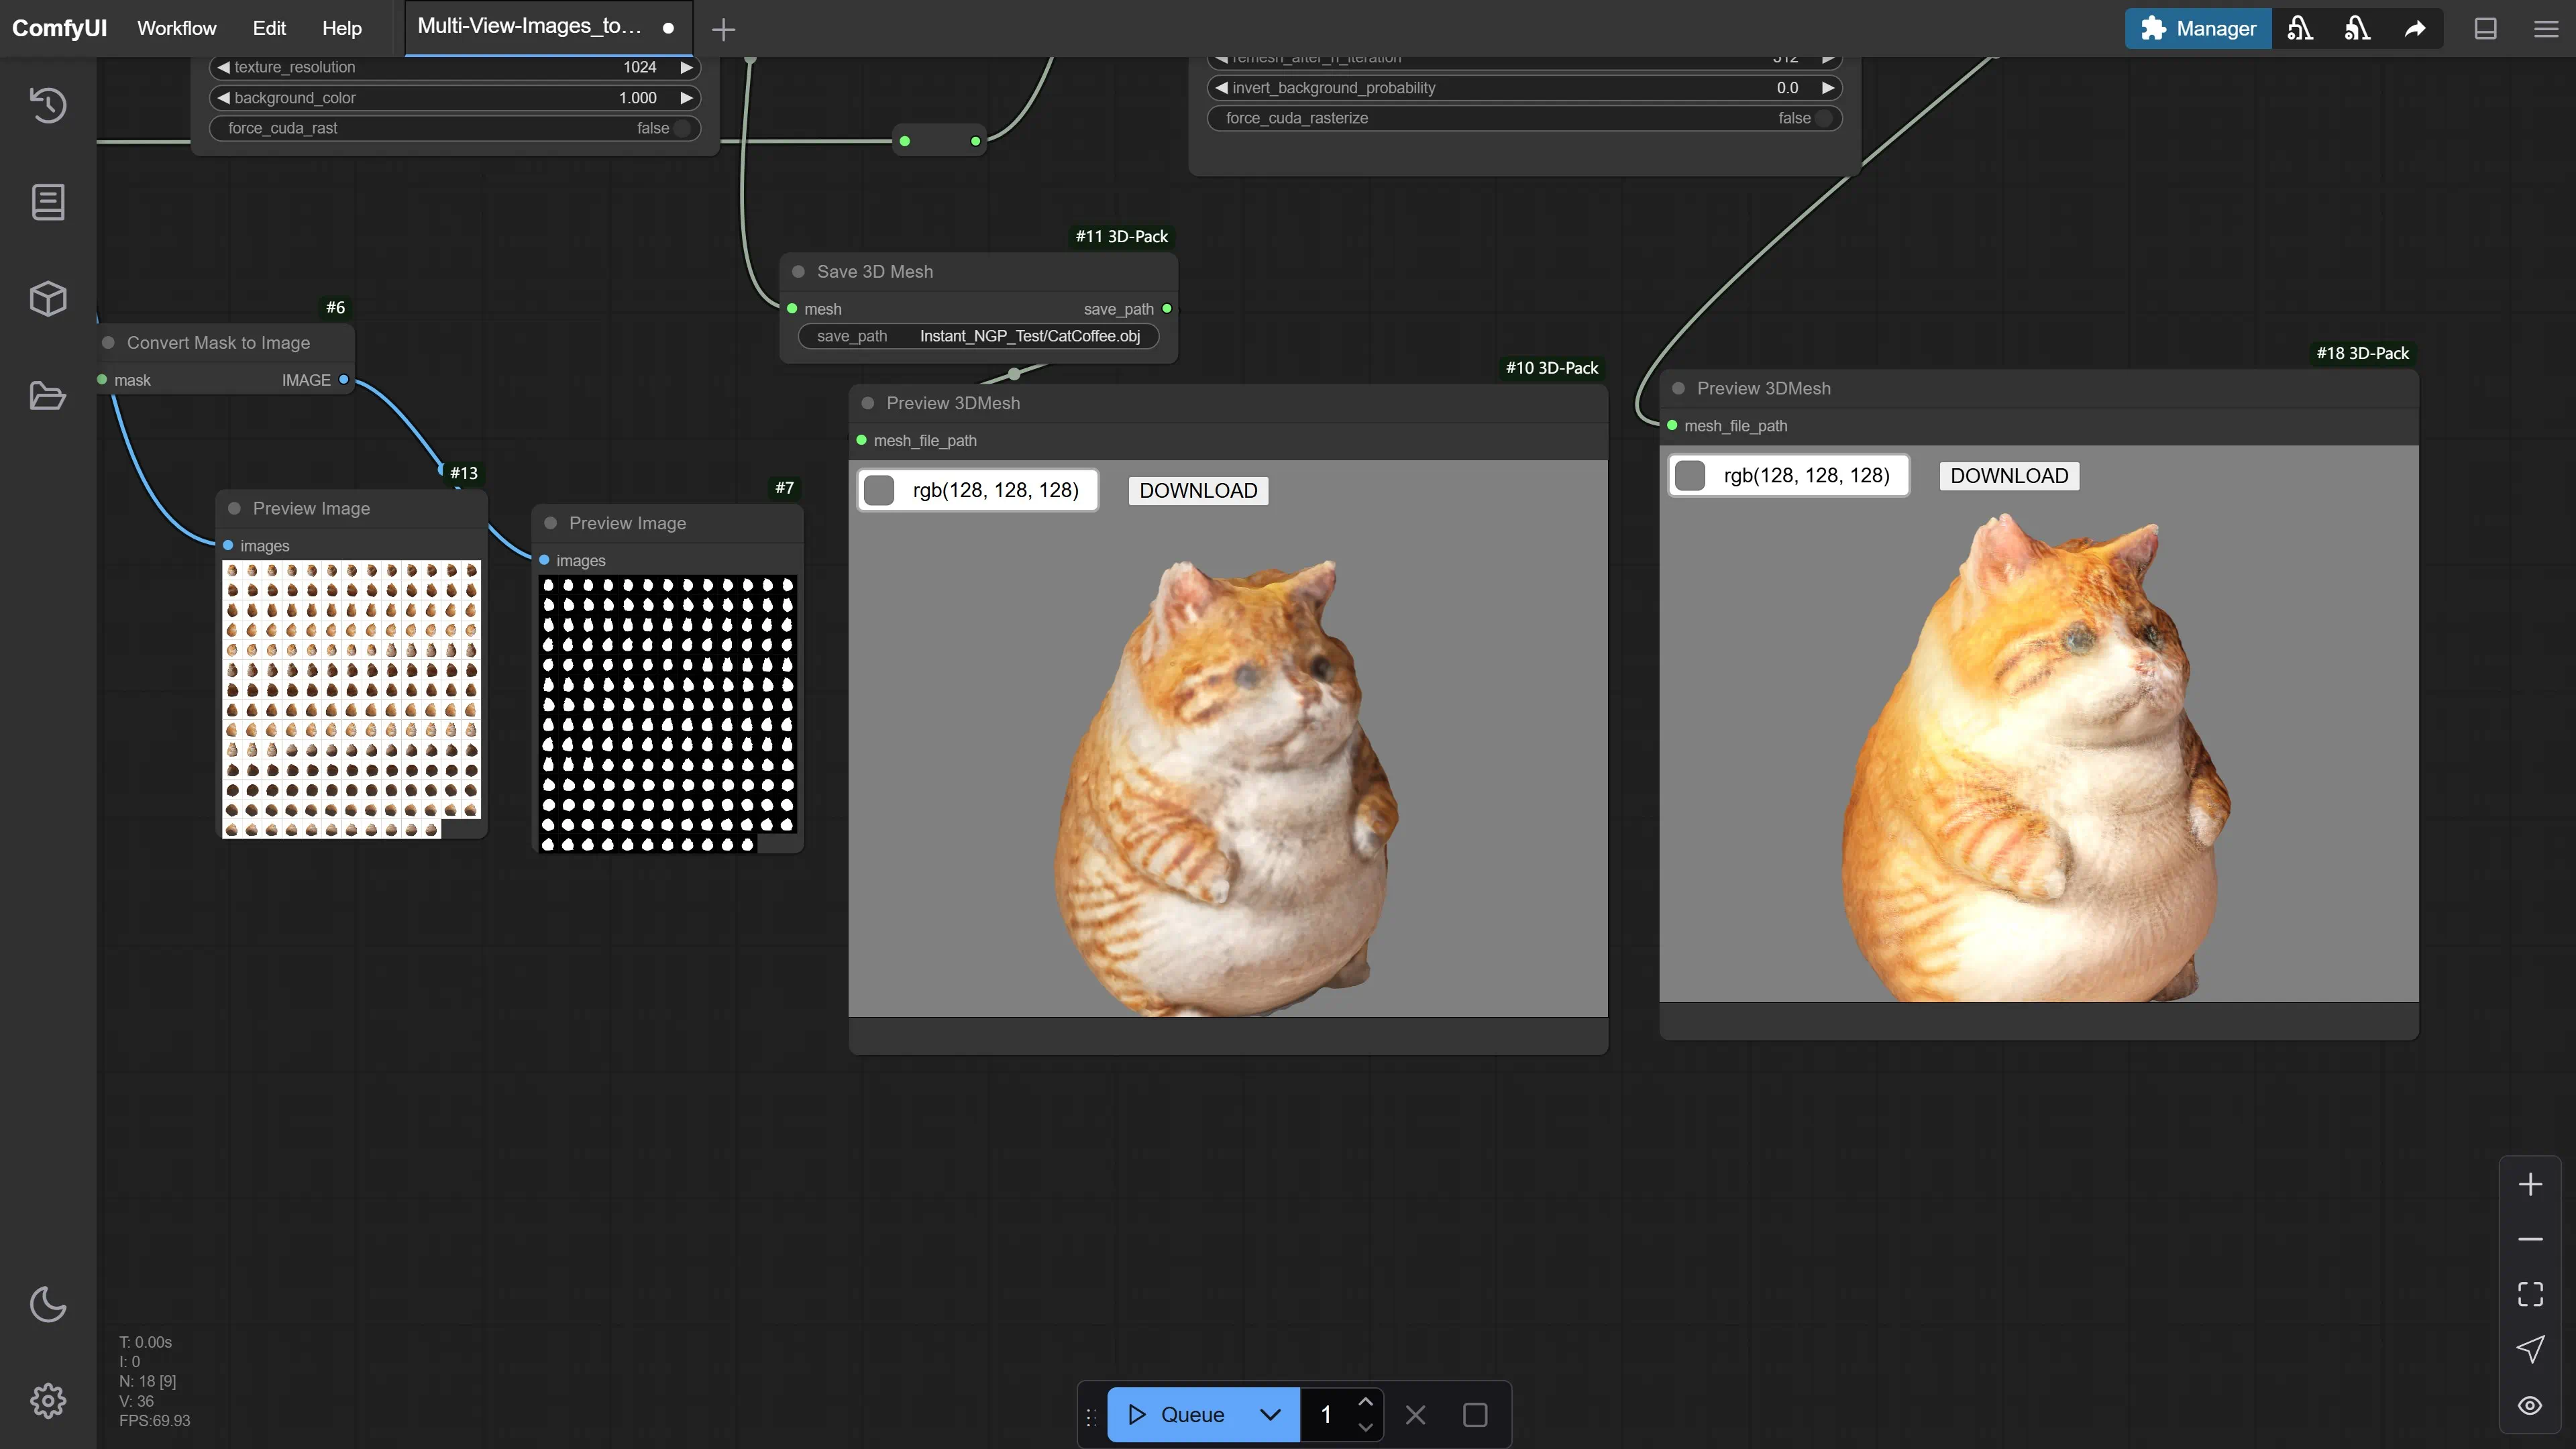 ComfyUI Workflow Edit Help Multi-View-Images_to... Manager
texture_resolution 1024
background_color 1.000
force_cuda_rast false
remesh_after_n_iteration 512
invert_background_probability 0.0
force_cuda_rasterize false
#11 3D-Pack
Save 3D Mesh
mesh save_path
save_path Instant_NGP_Test/CatCoffee.obj
#6
Convert Mask to Image
mask IMAGE
#13
Preview Image
images
#7
Preview Image
images
#10 3D-Pack
Preview 3DMesh
mesh_file_path
rgb(128, 128, 128) DOWNLOAD
#18 3D-Pack
Preview 3DMesh
mesh_file_path
rgb(128, 128, 128) DOWNLOAD
T: 0.00s
I: 0
N: 18 [9]
V: 36
FPS:69.93
Queue 1